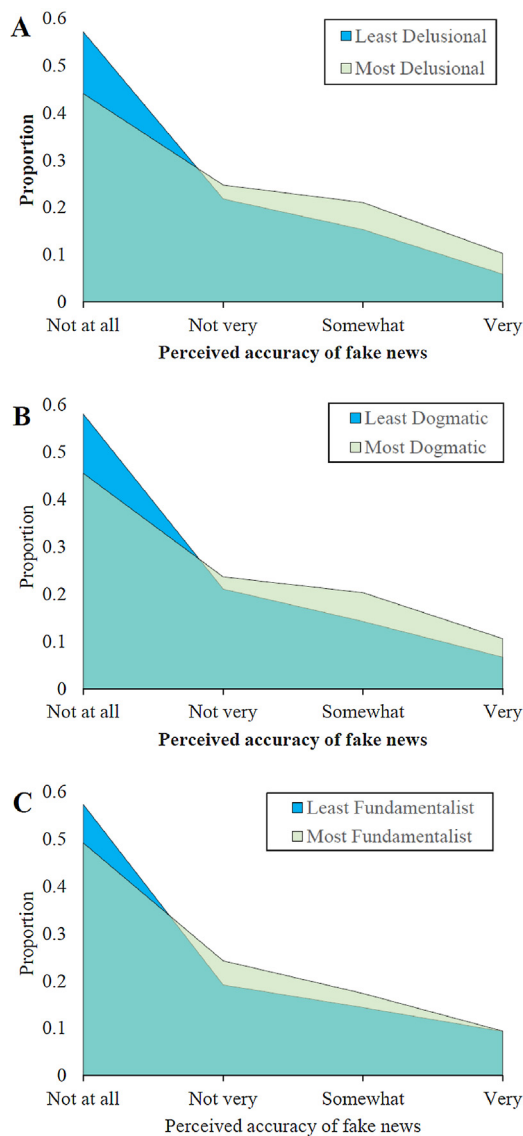 A
0.6
0.5
0.4
0.3
0.2
0.1
0
Proportion
Least Delusional
Most Delusional
Not at all Not very Somewhat Very
Perceived accuracy of fake news
B
0.6
0.5
0.4
0.3
0.2
0.1
0
Proportion
Least Dogmatic
Most Dogmatic
Not at all Not very Somewhat Very
Perceived accuracy of fake news
C
0.6
0.5
0.4
0.3
0.2
0.1
0
Proportion
Least Fundamentalist
Most Fundamentalist
Not at all Not very Somewhat Very
Perceived accuracy of fake news